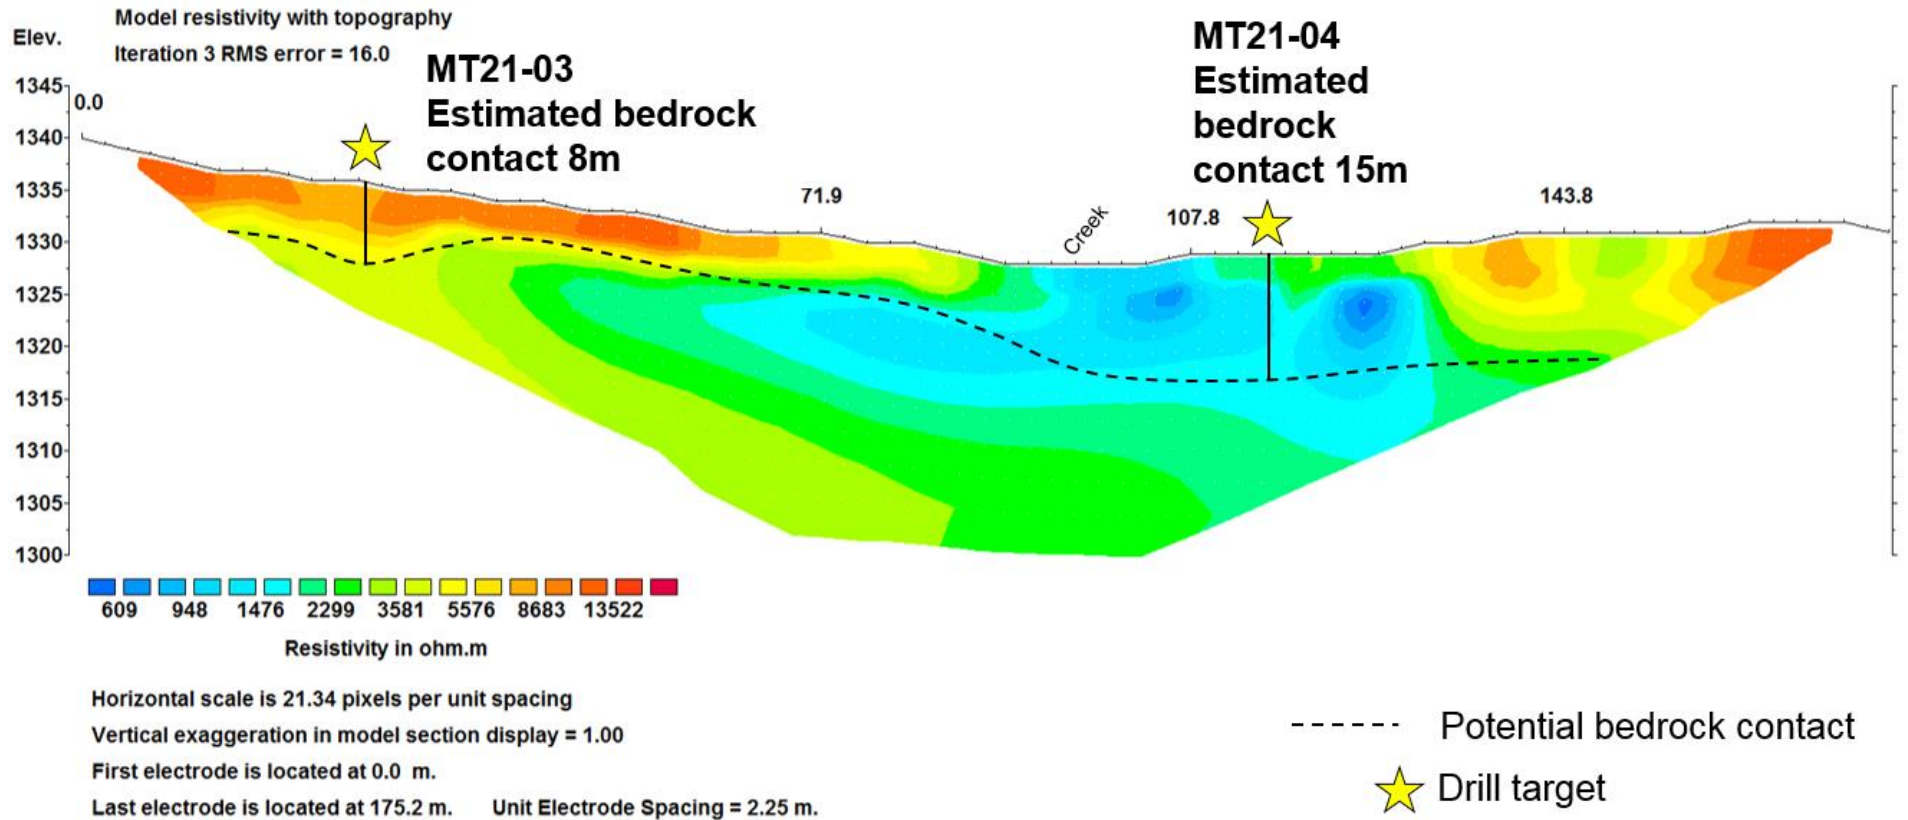 Model resistivity with topography
Elev.
Iteration 3 RMS error = 16.0
MT21-03
Estimated bedrock
contact 8m
MT21-04
Estimated
bedrock
contact 15m
1345
0.0
1340
1335
1330
1325
1320
1315
1310
1305
1300
71.9
Creek
107.8
143.8
609 948 1476 2299 3581 5576 8683 13522
Resistivity in ohm.m
Horizontal scale is 21.34 pixels per unit spacing
Vertical exaggeration in model section display = 1.00
First electrode is located at 0.0 m.
Last electrode is located at 175.2 m. Unit Electrode Spacing = 2.25 m.
Potential bedrock contact
Drill target